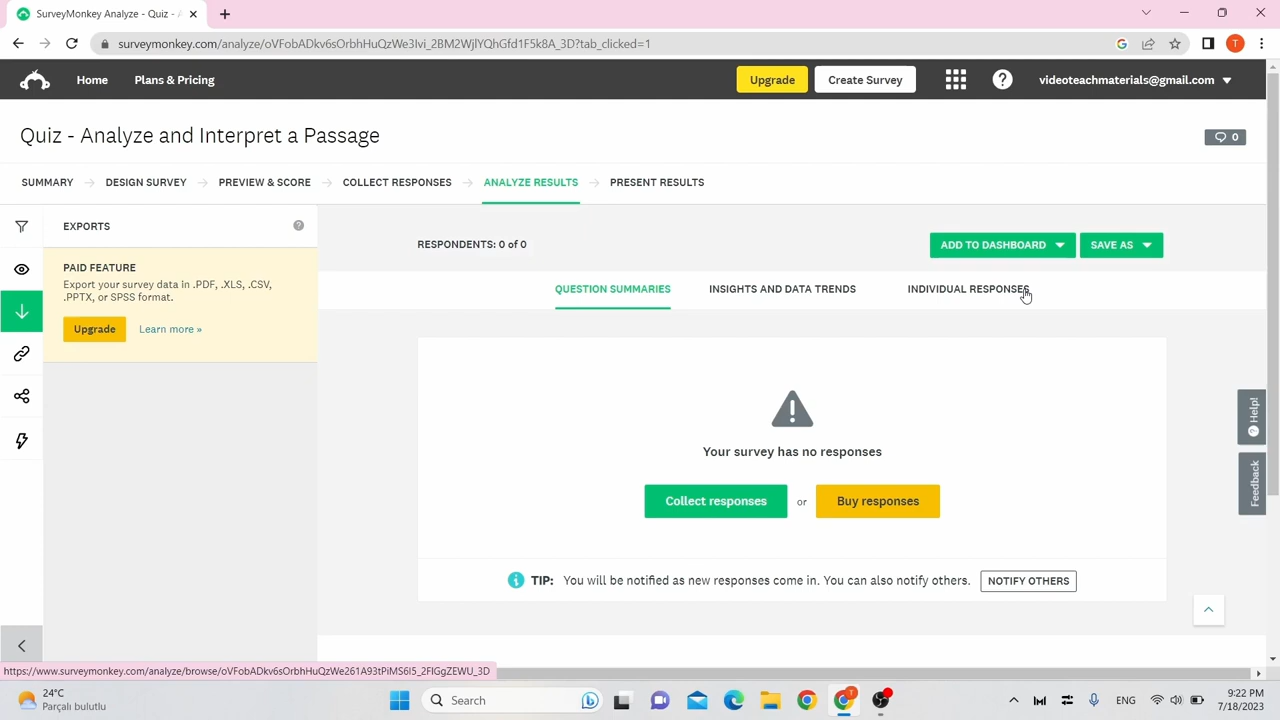 SurveyMonkey Analyze - Quiz - A
surveymonkey.com/analyze/oVFobADkv6sOrbhHuQzWe3Ivi_2BM2WjlYQhGfd1F5k8A_3D?tab_clicked=1
T
Home
Plans & Pricing
Upgrade
Create Survey
?
videoteachmaterials@gmail.com
Quiz - Analyze and Interpret a Passage
0
SUMMARY
DESIGN SURVEY
PREVIEW & SCORE
COLLECT RESPONSES
ANALYZE RESULTS
PRESENT RESULTS
EXPORTS
?
PAID FEATURE
Export your survey data in .PDF, .XLS, .CSV,
.PPTX, or SPSS format.
Upgrade
Learn more »
RESPONDENTS: 0 of 0
ADD TO DASHBOARD
SAVE AS
QUESTION SUMMARIES
INSIGHTS AND DATA TRENDS
INDIVIDUAL RESPONSES
Your survey has no responses
Collect responses
or
Buy responses
TIP: You will be notified as new responses come in. You can also notify others.
NOTIFY OTHERS
Help!
Feedback
https://www.surveymonkey.com/analyze/browse/oVFobADkv6sOrbhHuQzWe261A93tPiMS6I5_2FIGgZEWU_3D
24°C
Parçalı bulutlu
Search
ENG
9:22 PM
7/18/2023